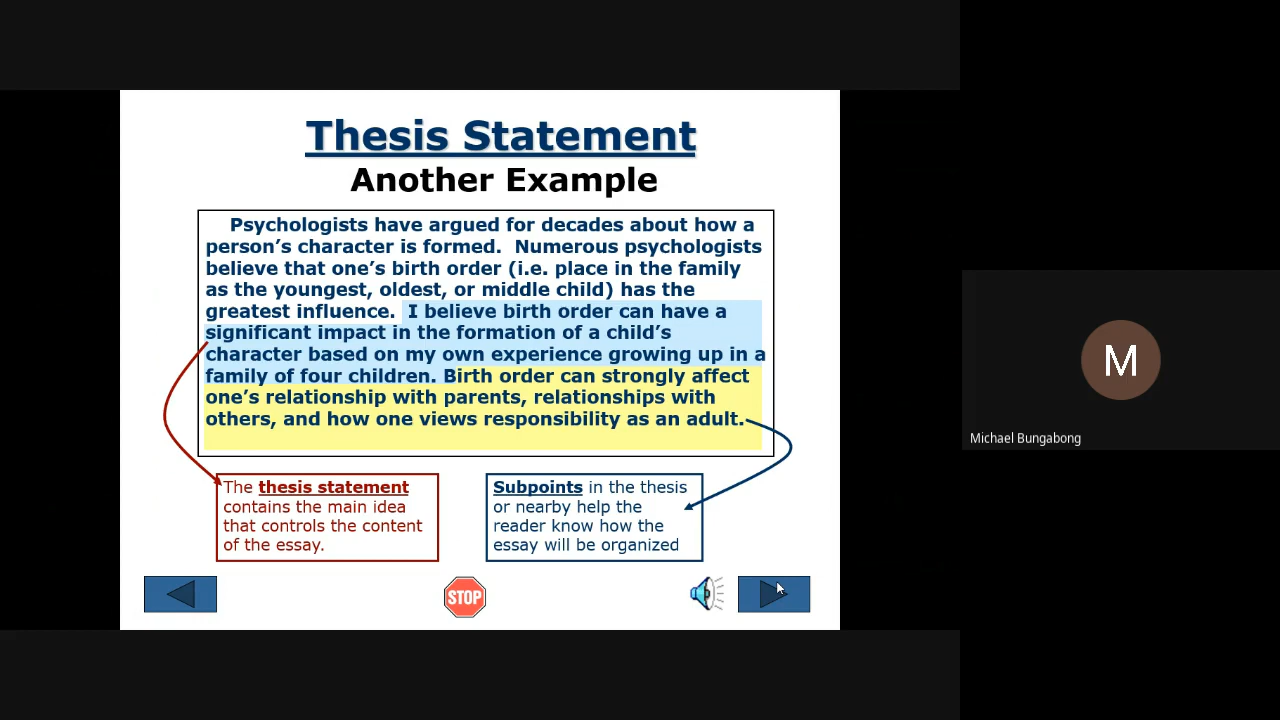 Thesis Statement
Another Example
Psychologists have argued for decades about how a
person's character is formed.  Numerous psychologists
believe that one's birth order (i.e. place in the family
as the youngest, oldest, or middle child) has the
greatest influence.  I believe birth order can have a
significant impact in the formation of a child's
character based on my own experience growing up in a
family of four children. Birth order can strongly affect
one's relationship with parents, relationships with
others, and how one views responsibility as an adult.
The thesis statement
contains the main idea
that controls the content
of the essay.
Subpoints in the thesis
or nearby help the
reader know how the
essay will be organized
STOP
M
Michael Bungabong